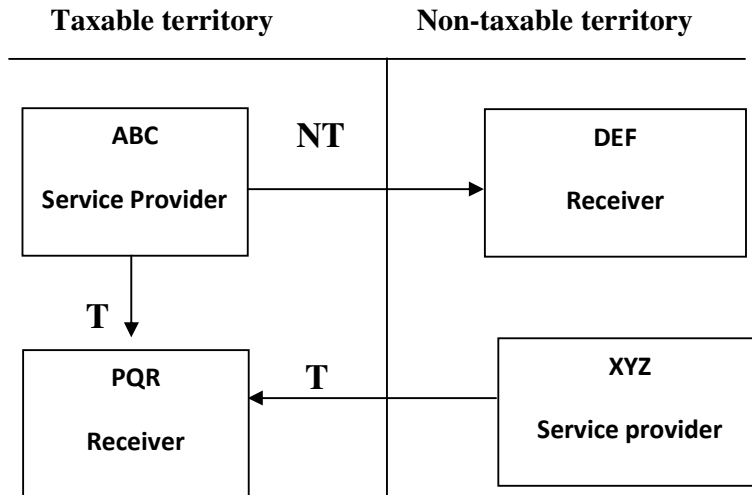 Taxable territory
Non-taxable territory
ABC
Service Provider
NT
DEF
Receiver
T
PQR
Receiver
T
XYZ
Service provider